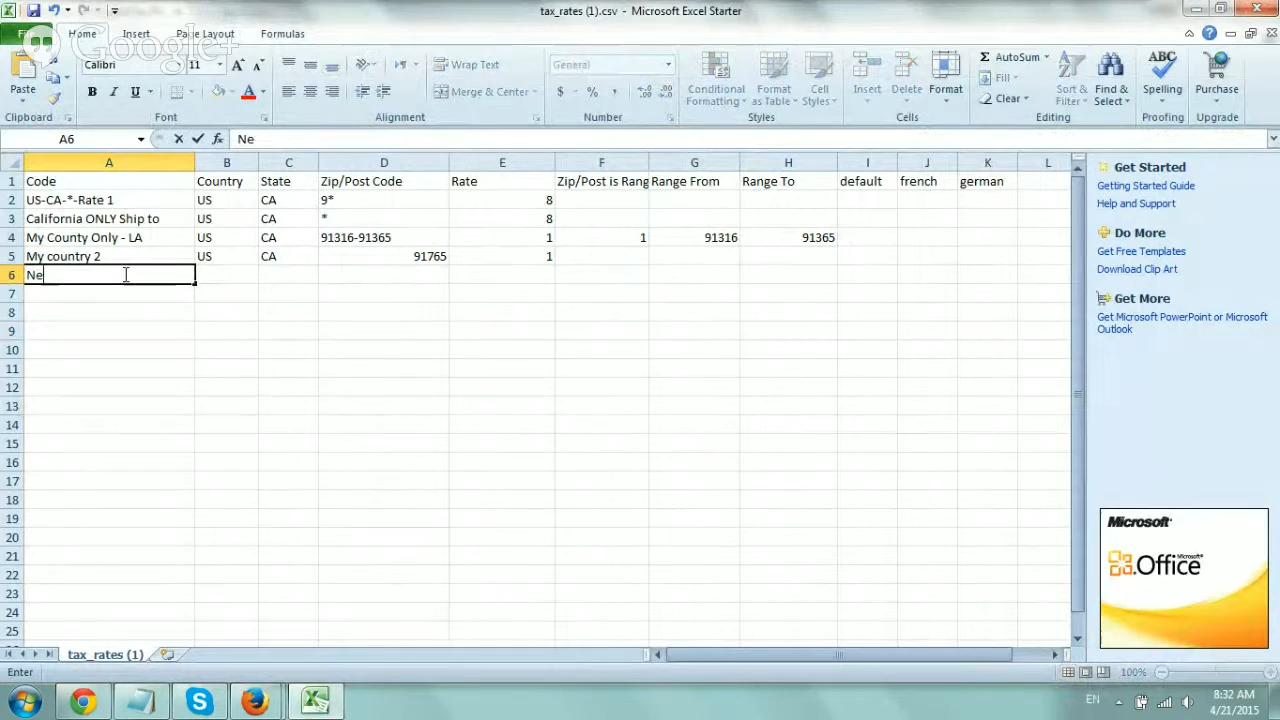 tax_rates (1).csv - Microsoft Excel Starter
Google+
File Home Insert Page Layout Formulas
Paste
Clipboard
Calibri 11 A A
B I U A
Font
Wrap Text
Merge & Center
Alignment
General
$ % ,
Number
Conditional Formatting
Format as Table
Cell Styles
Styles
Insert
Delete
Format
Cells
Σ AutoSum
Fill
Clear
Sort & Filter
Find & Select
Editing
ABC
Spelling
Proofing
Purchase
Upgrade
A6 fx Ne
A B C D E F G H I J K L
1 Code Country State Zip/Post Code Rate Zip/Post is Rang Range From Range To default french german
2 US-CA-*-Rate 1 US CA 9* 8
3 California ONLY Ship to US CA * 8
4 My County Only - LA US CA 91316-91365 1 1 91316 91365
5 My country 2 US CA 91765 1
6 Ne
7
8
9
10
11
12
13
14
15
16
17
18
19
20
21
22
23
24
25
Get Started
Getting Started Guide
Help and Support
Do More
Get Free Templates
Download Clip Art
Get More
Get Microsoft PowerPoint or Microsoft
Outlook
Microsoft
Microsoft
Office
tax_rates (1)
Enter 100%
EN 8:32 AM
4/21/2015